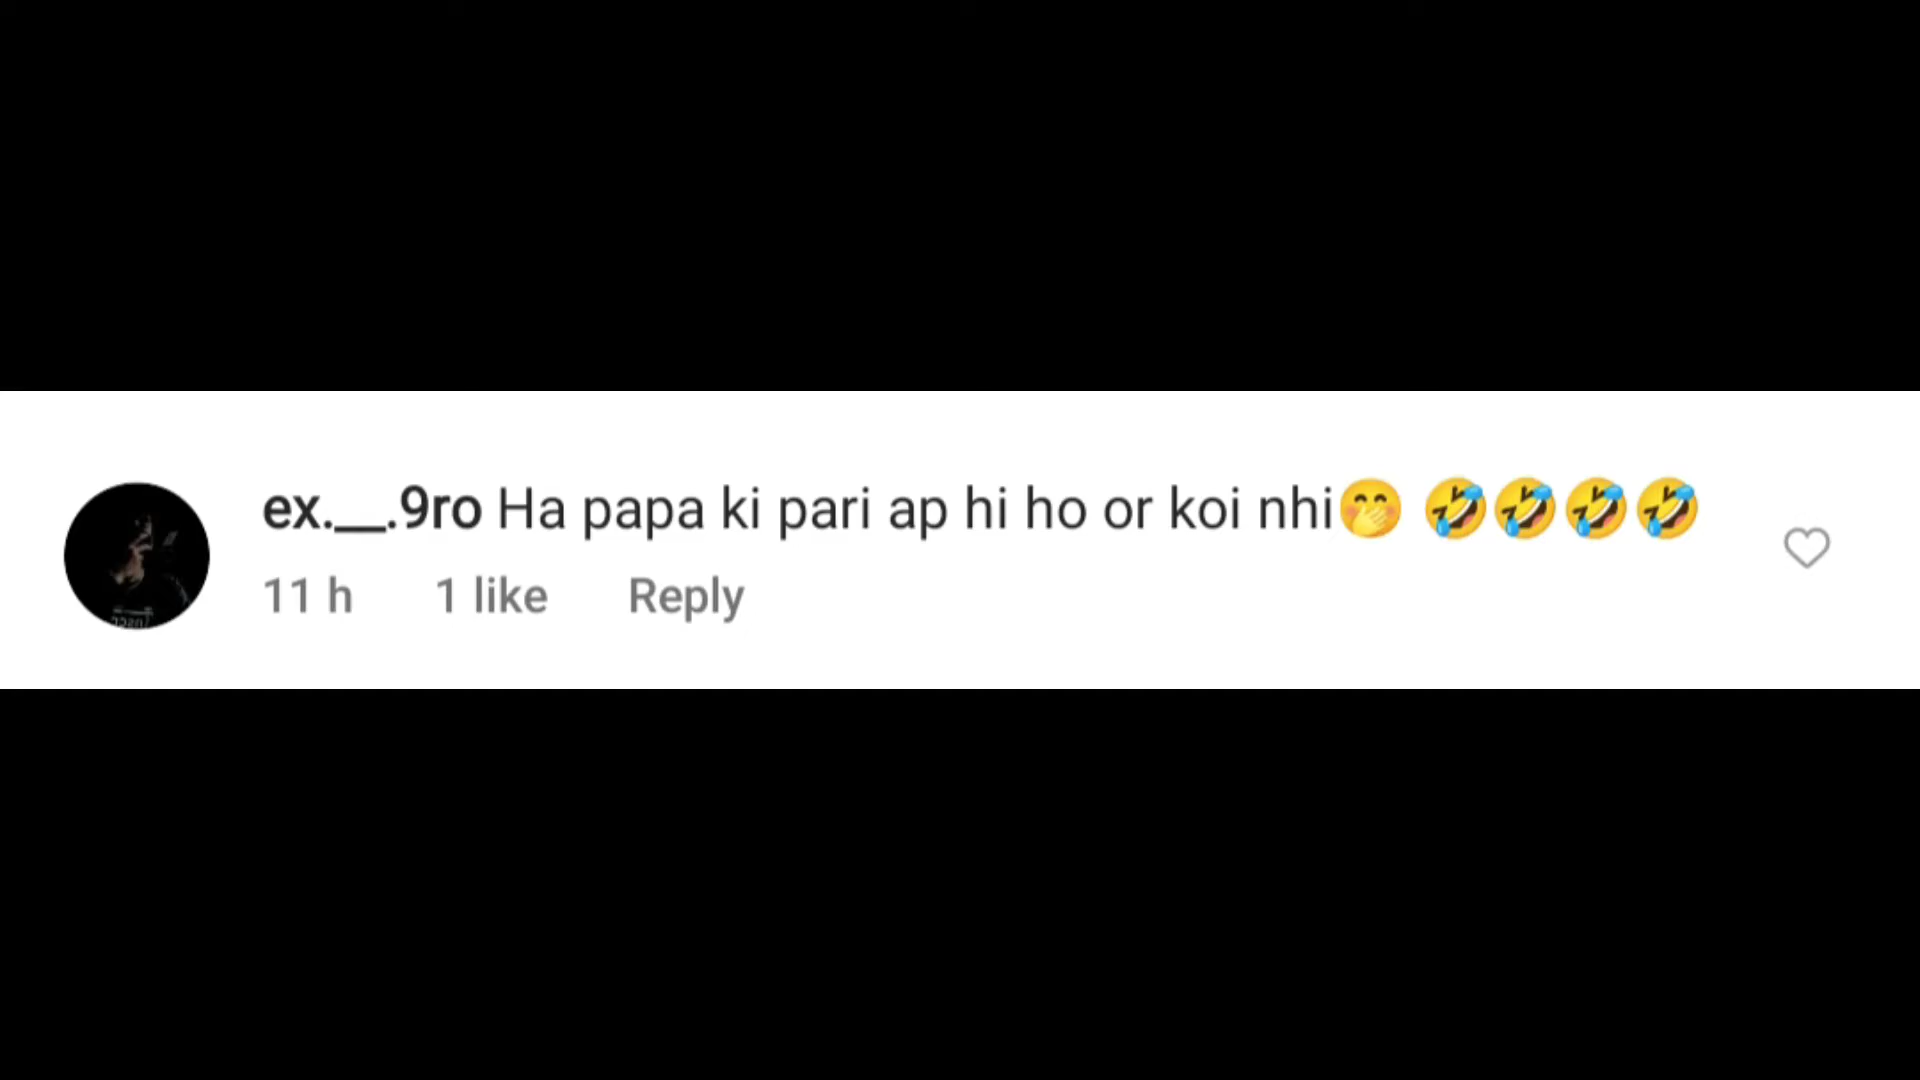 ex.__.9ro Ha papa ki pari ap hi ho or koi nhi🤭 🤣🤣🤣🤣
11 h 1 like Reply